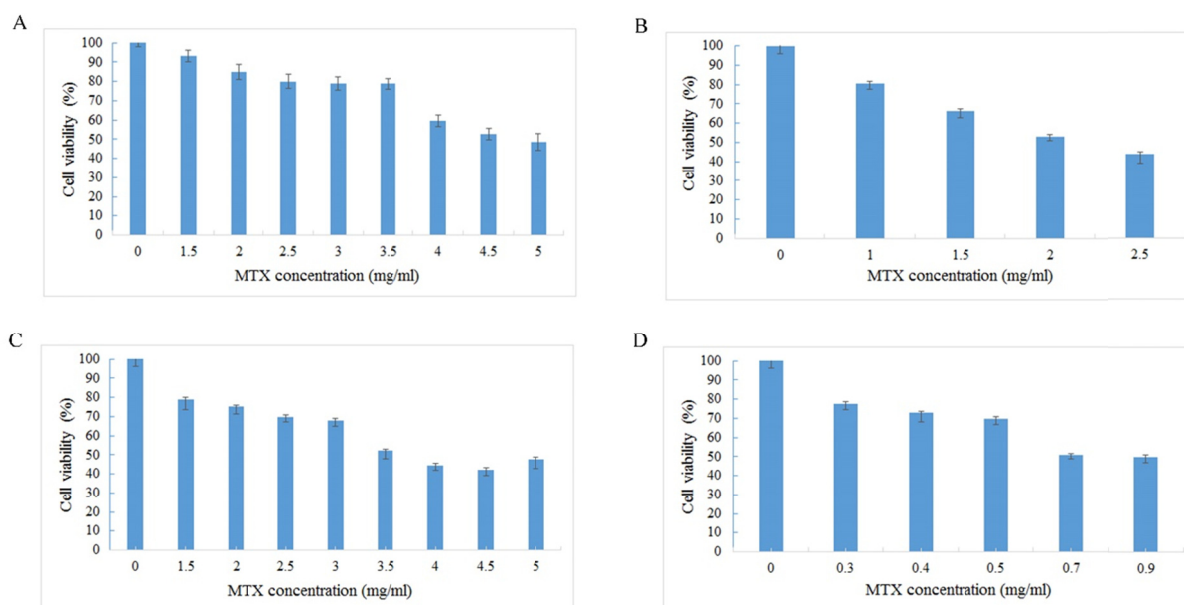 A
Cell viability (%)
100
90
80
70
60
50
40
30
20
10
0
0 1.5 2 2.5 3 3.5 4 4.5 5
MTX concentration (mg/ml)
B
Cell viability (%)
100
90
80
70
60
50
40
30
20
10
0
0 1 1.5 2 2.5
MTX concentration (mg/ml)
C
Cell viability (%)
100
90
80
70
60
50
40
30
20
10
0
0 1.5 2 2.5 3 3.5 4 4.5 5
MTX concentration (mg/ml)
D
Cell viability (%)
100
90
80
70
60
50
40
30
20
10
0
0 0.3 0.4 0.5 0.7 0.9
MTX concentration (mg/ml)